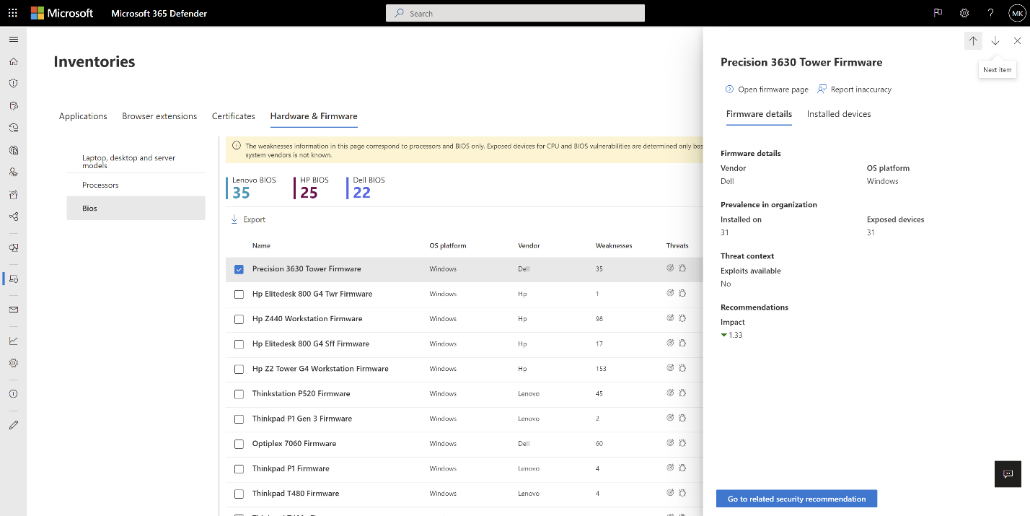 Microsoft
Microsoft 365 Defender
Search
?
MK
Inventories
Applications
Browser extensions
Certificates
Hardware & Firmware
Laptop, desktop and server
models
Processors
Bios
The weaknesses information in this page correspond to processors and BIOS only. Exposed devices for CPU and BIOS vulnerabilities are determined only bas
system vendors is not known.
Lenovo BIOS
35
HP BIOS
25
Dell BIOS
22
Export
Name OS platform Vendor Weaknesses Threats
Precision 3630 Tower Firmware Windows Dell 35
Hp Elitedesk 800 G4 Twr Firmware Windows Hp 1
Hp Z440 Workstation Firmware Windows Hp 98
Hp Elitedesk 800 G4 Sff Firmware Windows Hp 17
Hp Z2 Tower G4 Workstation Firmware Windows Hp 153
Thinkstation P520 Firmware Windows Lenovo 45
Thinkpad P1 Gen 3 Firmware Windows Lenovo 2
Optiplex 7060 Firmware Windows Dell 60
Thinkpad P1 Firmware Windows Lenovo 4
Thinkpad T480 Firmware Windows Lenovo 4
Precision 3630 Tower Firmware
Next item
Open firmware page
Report inaccuracy
Firmware details
Installed devices
Firmware details
Vendor OS platform
Dell Windows
Prevalence in organization
Installed on Exposed devices
31 31
Threat context
Exploits available
No
Recommendations
Impact
1.33
Go to related security recommendation